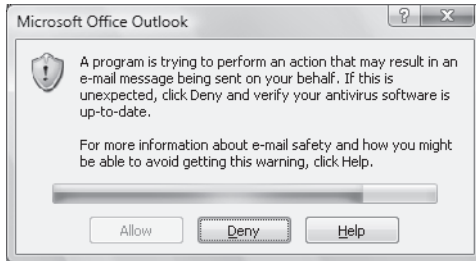 Microsoft Office Outlook
A program is trying to perform an action that may result in an
e-mail message being sent on your behalf. If this is
unexpected, click Deny and verify your antivirus software is
up-to-date.
For more information about e-mail safety and how you might
be able to avoid getting this warning, click Help.
Allow Deny Help